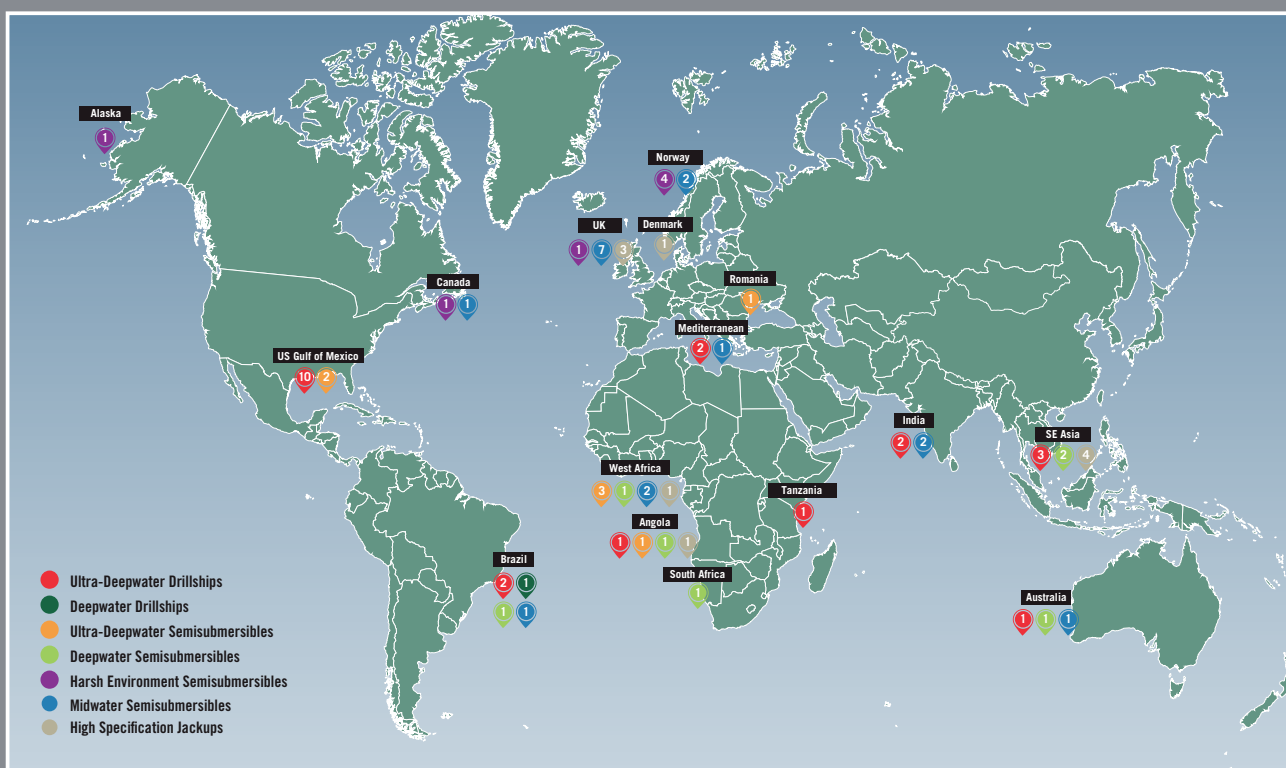 Alaska
1
Norway
4 2
UK
1 7 3
Denmark
1
Canada
1 1
Romania
1
Mediterranean
2 1
US Gulf of Mexico
10 2
India
2 2
SE Asia
3 2 4
West Africa
3 1 2 1
Tanzania
1
Angola
1 1 1 1
Brazil
2 1
1 1
South Africa
1
Australia
1 1 1
Ultra-Deepwater Drillships
Deepwater Drillships
Ultra-Deepwater Semisubmersibles
Deepwater Semisubmersibles
Harsh Environment Semisubmersibles
Midwater Semisubmersibles
High Specification Jackups